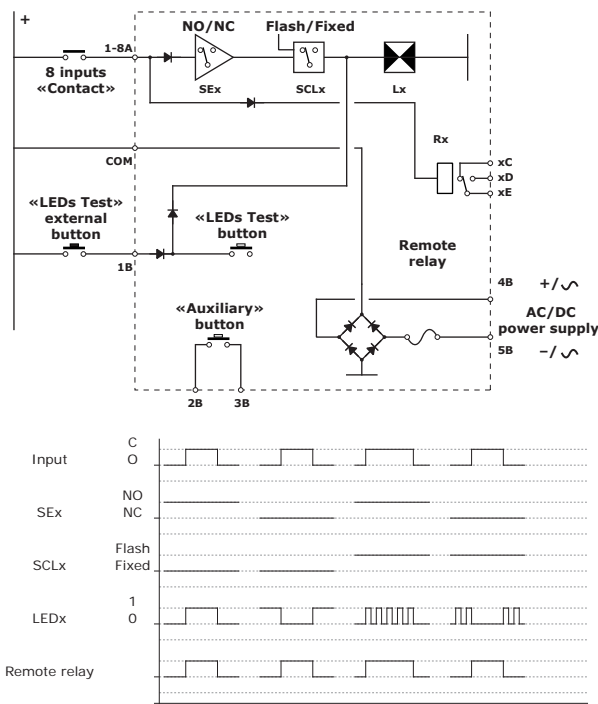 +
NO/NC
Flash/Fixed
1-8A
8 inputs
«Contact»
SEx
SCLx
Lx
Rx
xC
xD
xE
COM
«LEDs Test»
external
button
«LEDs Test»
button
1B
Remote
relay
4B
+/
AC/DC
power supply
5B
−/
«Auxiliary»
button
2B
3B
Input
C
O
SEx
NO
NC
SCLx
Flash
Fixed
LEDx
1
0
Remote relay